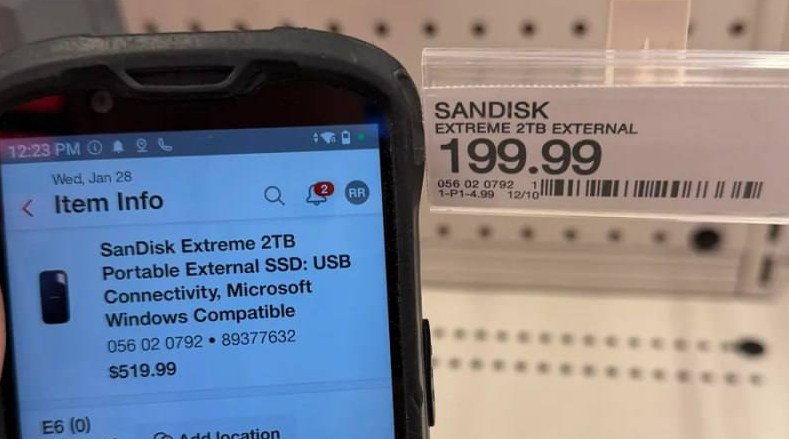 12:23 PM
Wed, Jan 28
Item Info
2
RR
SanDisk Extreme 2TB
Portable External SSD: USB
Connectivity, Microsoft
Windows Compatible
056 02 0792 • 89377632
$519.99
E6 (0)
Add location
SANDISK
EXTREME 2TB EXTERNAL
199.99
056 02 0792 1
1-P1-4.99 12/10